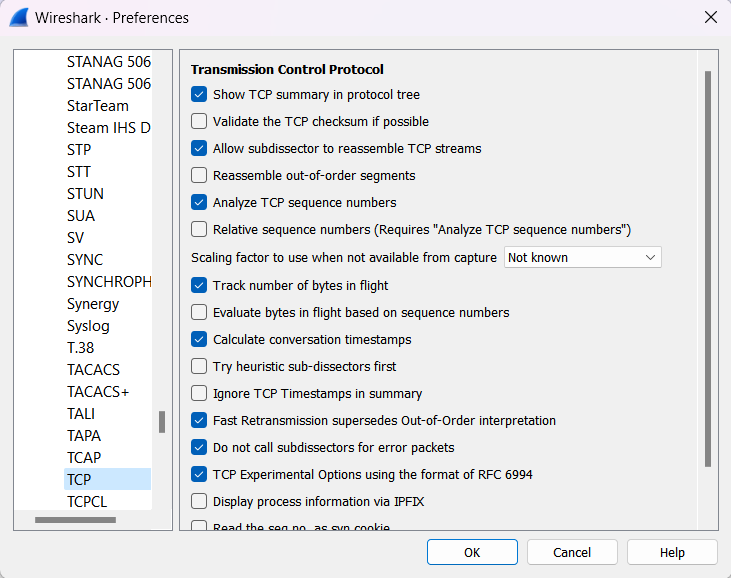 Wireshark · Preferences
STANAG 506
STANAG 506
StarTeam
Steam IHS D
STP
STT
STUN
SUA
SV
SYNC
SYNCHROPH
Synergy
Syslog
T.38
TACACS
TACACS+
TALI
TAPA
TCAP
TCP
TCPCL
Transmission Control Protocol
Show TCP summary in protocol tree
Validate the TCP checksum if possible
Allow subdissector to reassemble TCP streams
Reassemble out-of-order segments
Analyze TCP sequence numbers
Relative sequence numbers (Requires "Analyze TCP sequence numbers")
Scaling factor to use when not available from capture Not known
Track number of bytes in flight
Evaluate bytes in flight based on sequence numbers
Calculate conversation timestamps
Try heuristic sub-dissectors first
Ignore TCP Timestamps in summary
Fast Retransmission supersedes Out-of-Order interpretation
Do not call subdissectors for error packets
TCP Experimental Options using the format of RFC 6994
Display process information via IPFIX
Read the seq no. as syn cookie
OK Cancel Help